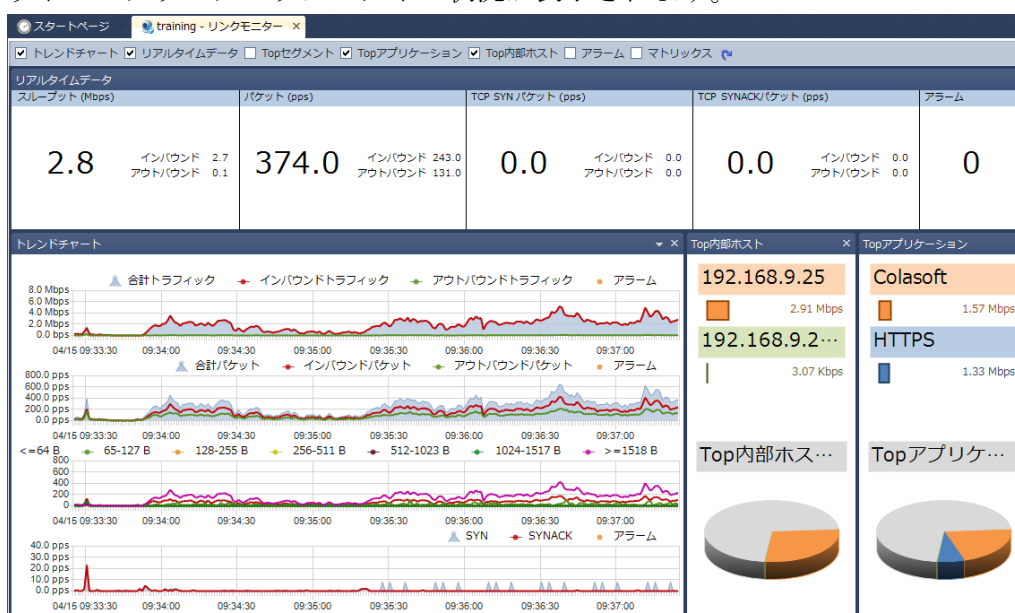 スタートページ training - リンクモニター ×
トレンドチャート リアルタイムデータ Topセグメント Topアプリケーション Top内部ホスト アラーム マトリックス
リアルタイムデータ
スループット (Mbps) パケット (pps) TCP SYN パケット (pps) TCP SYNACKパケット (pps) アラーム
2.8 インバウンド 2.7 374.0 インバウンド 243.0 0.0 インバウンド 0.0 0.0 インバウンド 0.0 0
アウトバウンド 0.1 アウトバウンド 131.0 アウトバウンド 0.0 アウトバウンド 0.0
トレンドチャート × Top内部ホスト × Topアプリケーション
合計トラフィック インバウンドトラフィック アウトバウンドトラフィック アラーム
8.0 Mbps
6.0 Mbps
4.0 Mbps
2.0 Mbps
0.0 bps
04/15 09:33:30 09:34:00 09:34:30 09:35:00 09:35:30 09:36:00 09:36:30 09:37:00
合計パケット インバウンドパケット アウトバウンドパケット アラーム
800.0 pps
600.0 pps
400.0 pps
200.0 pps
0.0 pps
04/15 09:33:30 09:34:00 09:34:30 09:35:00 09:35:30 09:36:00 09:36:30 09:37:00
<=64 B 65-127 B 128-255 B 256-511 B 512-1023 B 1024-1517 B >=1518 B
800
600
400
200
0
04/15 09:33:30 09:34:00 09:34:30 09:35:00 09:35:30 09:36:00 09:36:30 09:37:00
SYN SYNACK アラーム
40.0 pps
30.0 pps
20.0 pps
10.0 pps
0.0 pps
04/15 09:33:30 09:34:00 09:34:30 09:35:00 09:35:30 09:36:00 09:36:30 09:37:00
192.168.9.25
2.91 Mbps
192.168.9.2…
3.07 Kbps
Top内部ホス…
Colasoft
1.57 Mbps
HTTPS
1.33 Mbps
Topアプリケ…